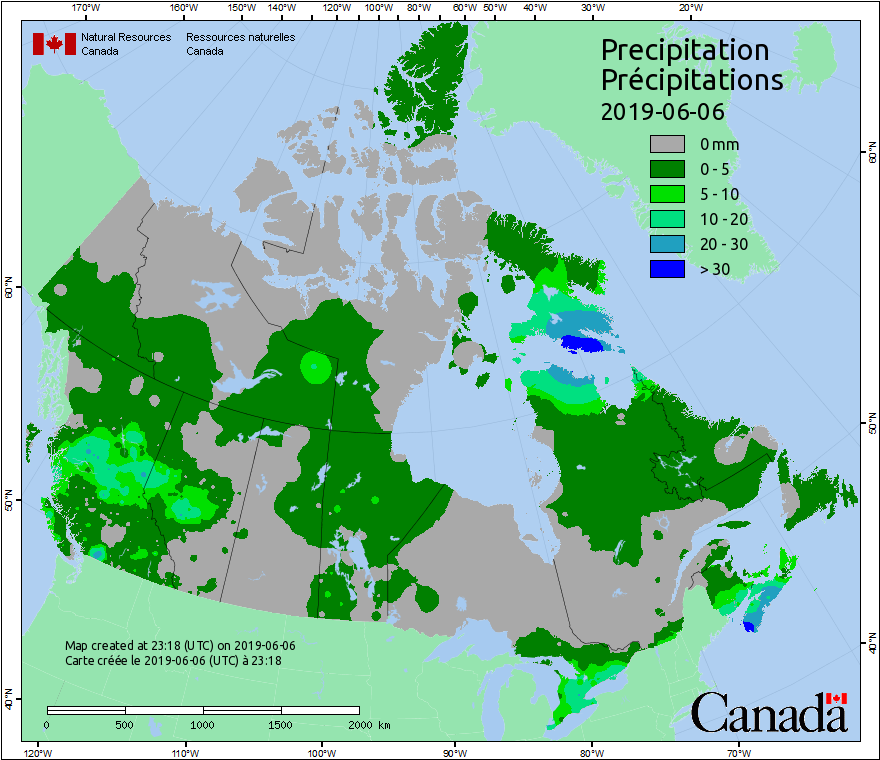 170°W 160°W 150°W 140°W 130°W 120°W 110°W 100°W 90°W 80°W 60°W 50°W 40°W 30°W 20°W
Natural Resources Ressources naturelles
Canada Canada
Precipitation
Précipitations
2019-06-06
0 mm
0 - 5
5 - 10
10 - 20
20 - 30
> 30
60°N 60°N
50°N 50°N
40°N 40°N
Map created at 23:18 (UTC) on 2019-06-06
Carte créée le 2019-06-06 (UTC) à 23:18
0 500 1000 1500 2000 km
Canada
120°W 110°W 100°W 90°W 80°W 70°W